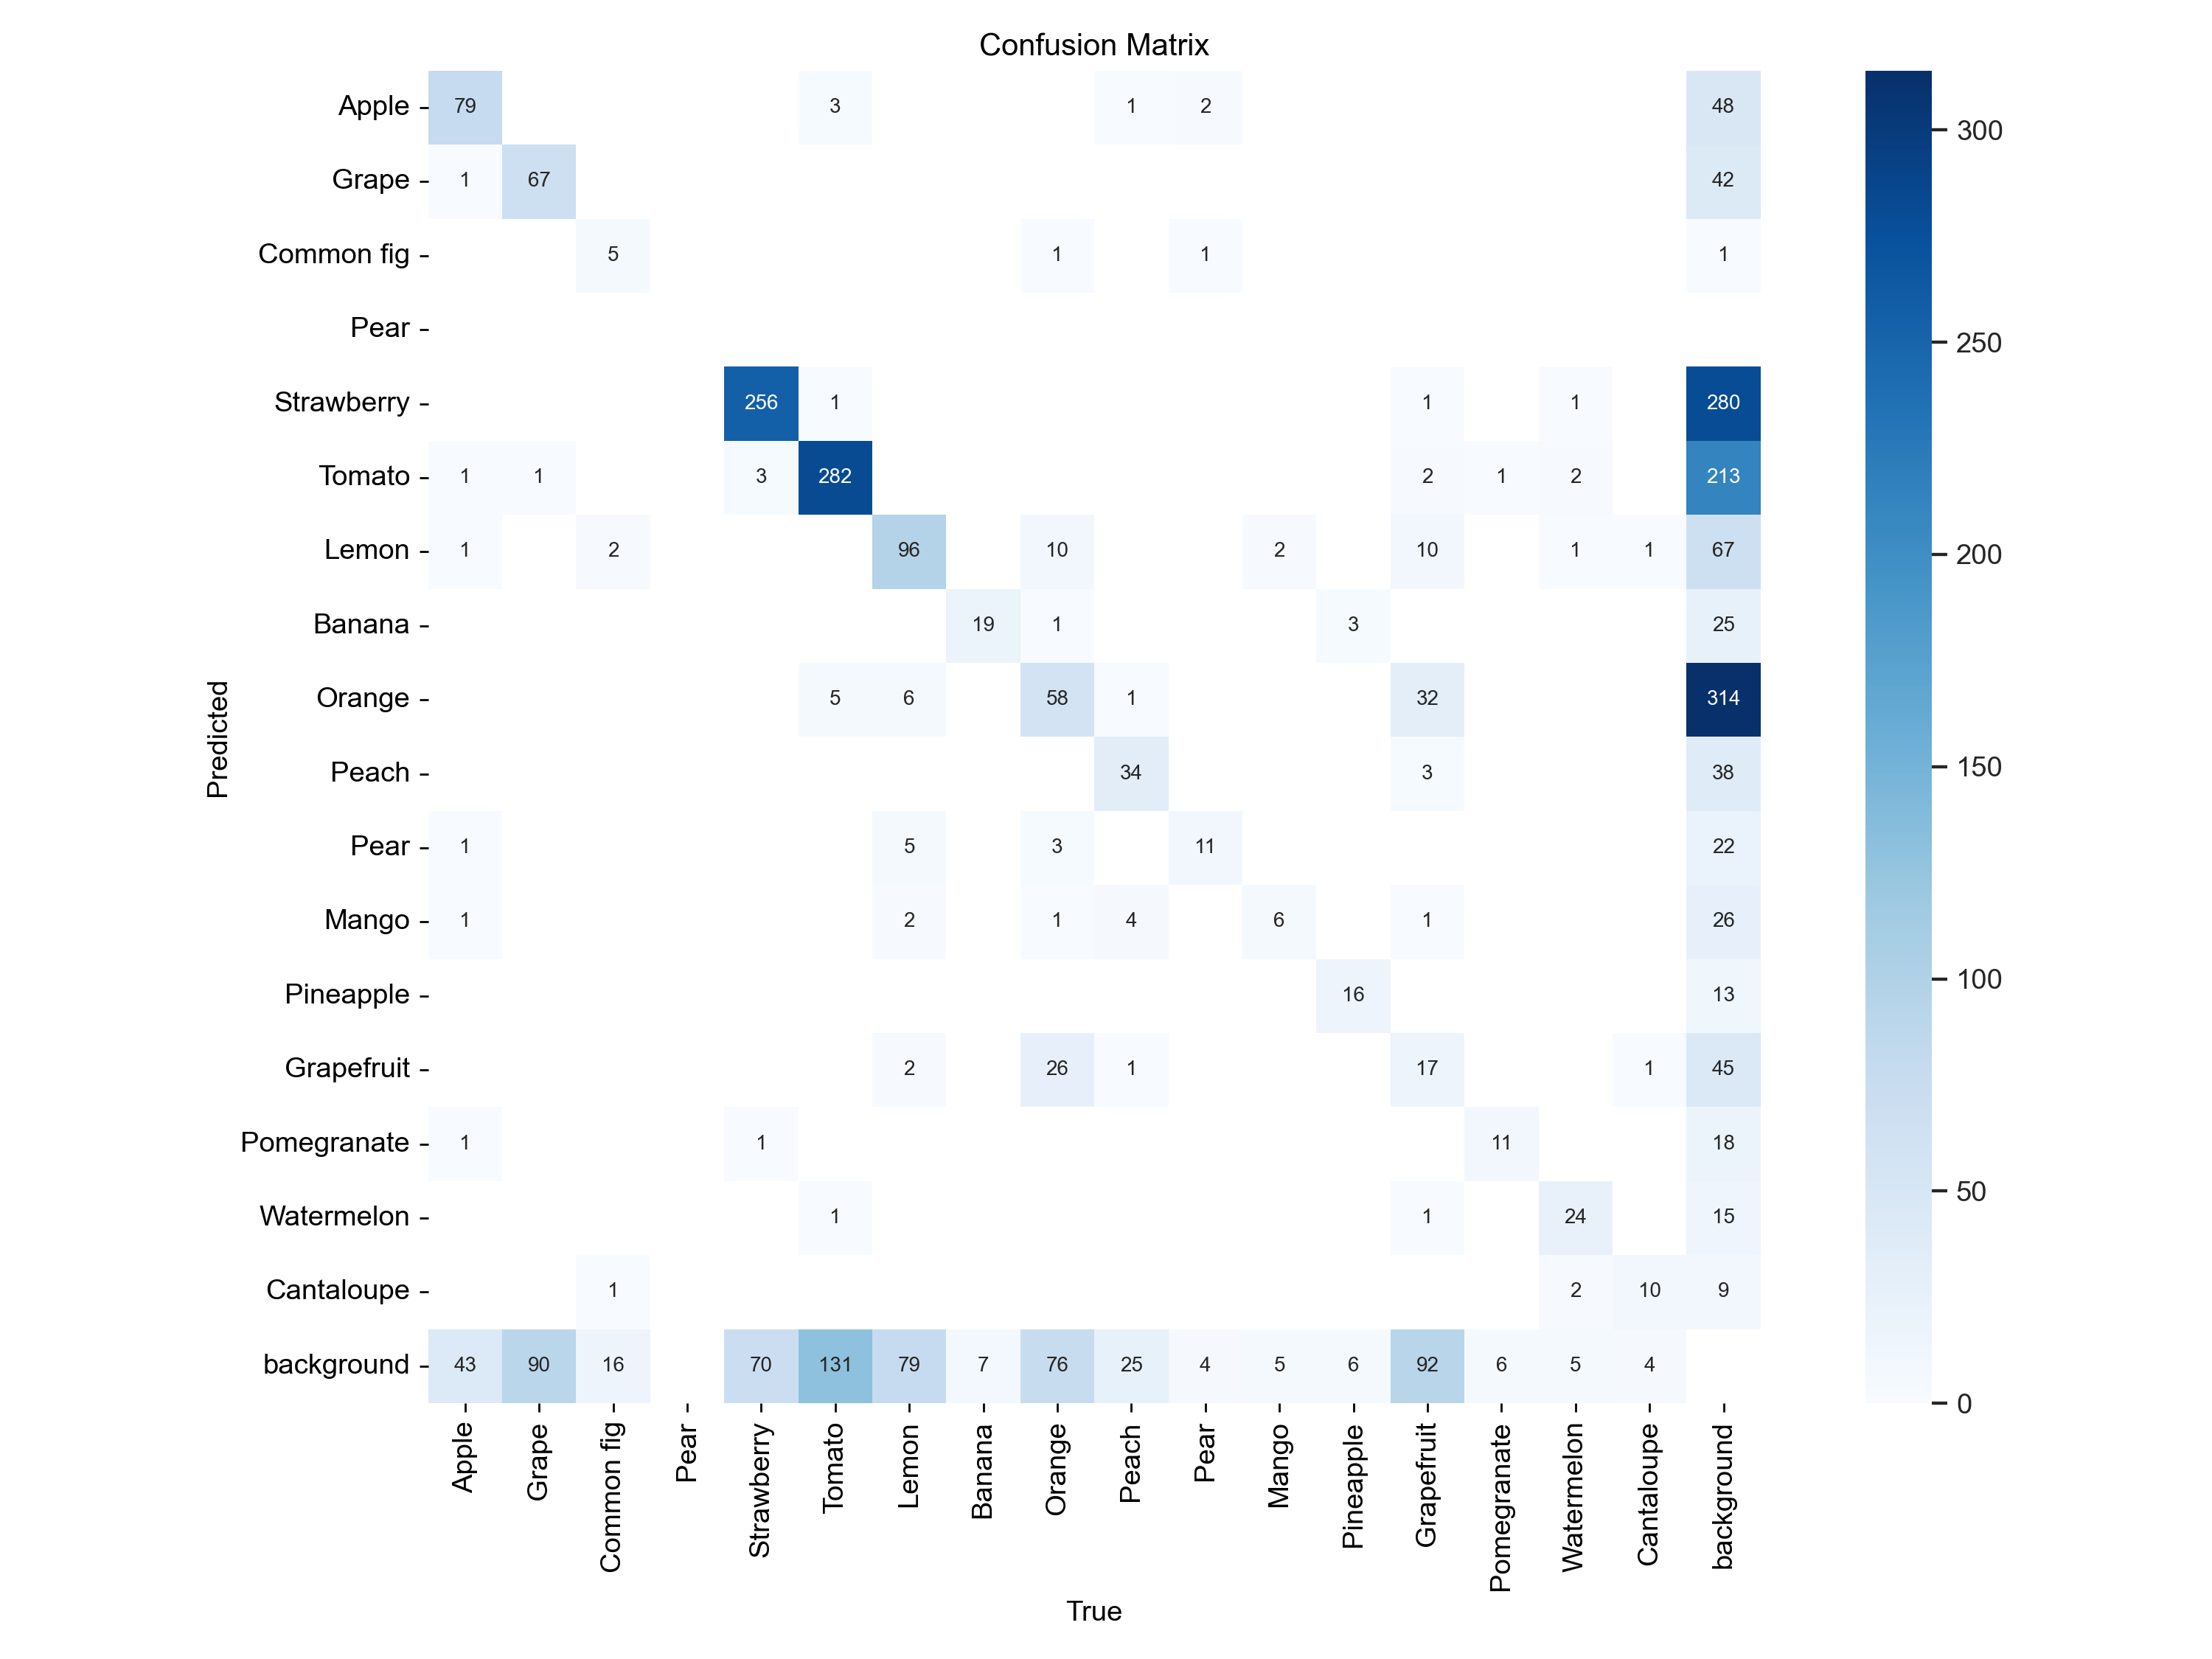 Confusion Matrix
Apple 79 3 1 2 48
Grape 1 67 42
Common fig 5 1 1 1
Pear
Strawberry 256 1 1 1 280
Tomato 1 1 3 282 2 1 2 213
Lemon 1 2 96 10 2 10 1 1 67
Banana 19 1 3 25
Orange 5 6 58 1 32 314
Peach 34 3 38
Pear 1 5 3 11 22
Mango 1 2 1 4 6 1 26
Pineapple 16 13
Grapefruit 2 26 1 17 1 45
Pomegranate 1 1 11 18
Watermelon 1 1 24 15
Cantaloupe 1 2 10 9
background 43 90 16 70 131 79 7 76 25 4 5 6 92 6 5 4
Predicted
Apple
Grape
Common fig
Pear
Strawberry
Tomato
Lemon
Banana
Orange
Peach
Pear
Mango
Pineapple
Grapefruit
Pomegranate
Watermelon
Cantaloupe
background
True
300
250
200
150
100
50
0